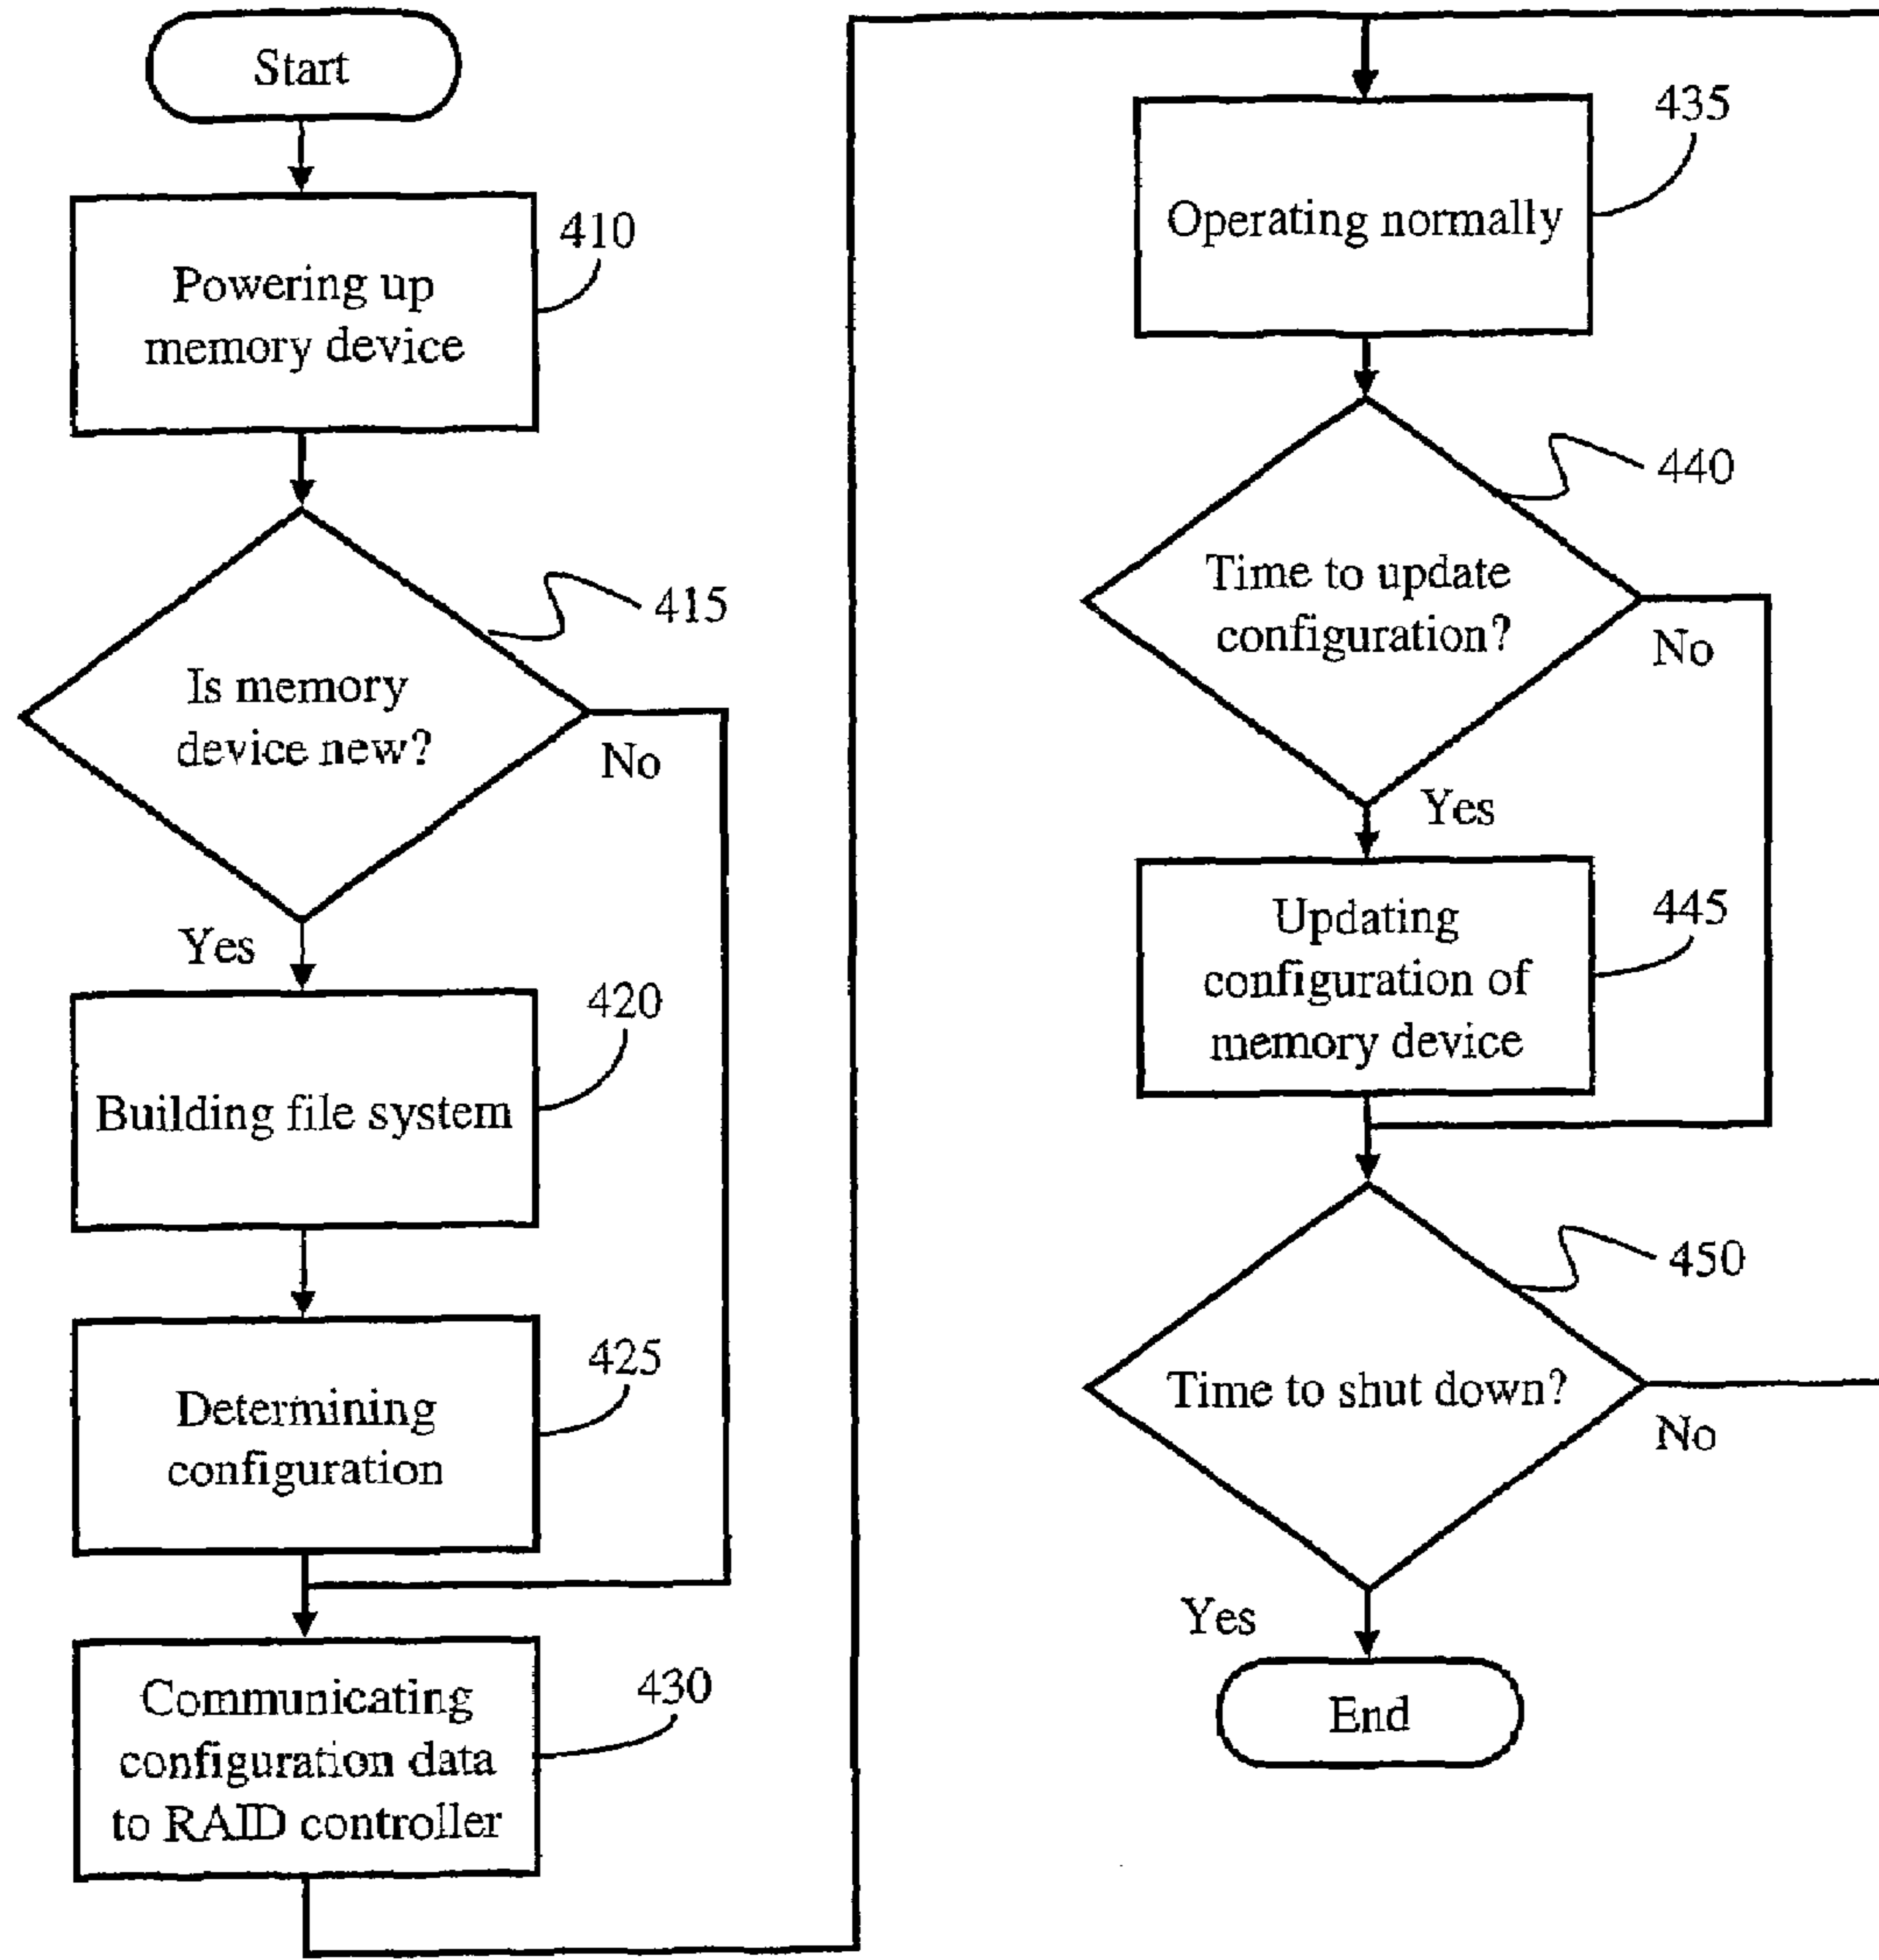 Start
410
Powering up
memory device
415
Is memory
device new?
No
Yes
420
Building file system
425
Determining
configuration
430
Communicating
configuration data
to RAID controller
435
Operating normally
440
Time to update
configuration?
No
Yes
445
Updating
configuration of
memory device
450
Time to shut down?
No
Yes
End